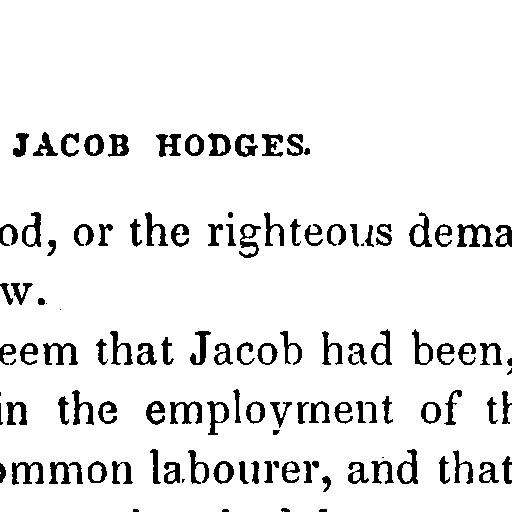 JACOB HODGES.
od, or the righteous dema
w.
eem that Jacob had been,
in the employment of th
ommon labourer, and that